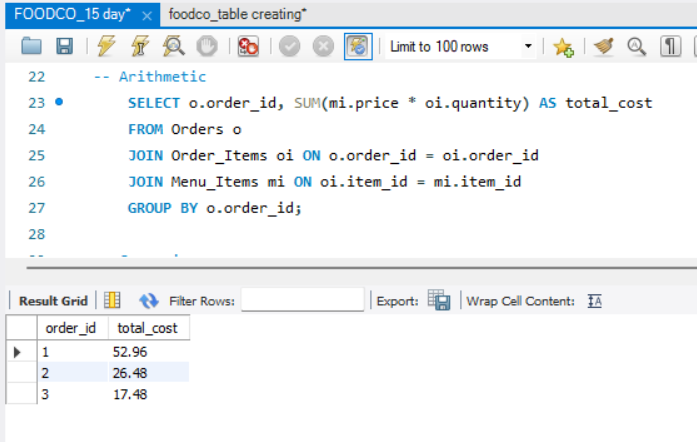 FOODCO_15 day* × foodco_table creating*
Limit to 100 rows
22 -- Arithmetic
23 SELECT o.order_id, SUM(mi.price * oi.quantity) AS total_cost
24 FROM Orders o
25 JOIN Order_Items oi ON o.order_id = oi.order_id
26 JOIN Menu_Items mi ON oi.item_id = mi.item_id
27 GROUP BY o.order_id;
28
Result Grid Filter Rows: Export: Wrap Cell Content: IA
order_id total_cost
1 52.96
2 26.48
3 17.48